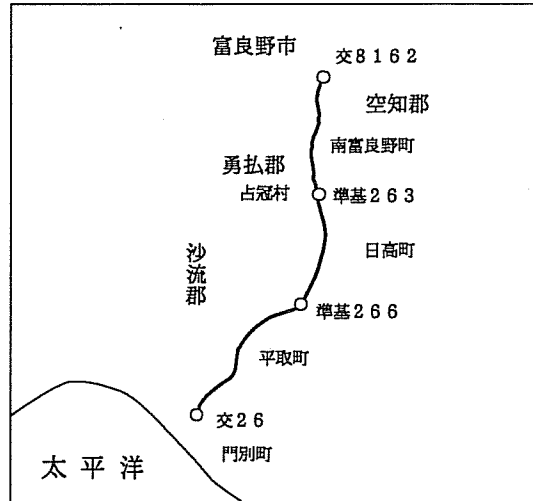 富良野市
交8162
空知郡
南富良野町
勇払郡
占冠村
準基263
日高町
沙流郡
準基266
平取町
交26
門別町
太平洋